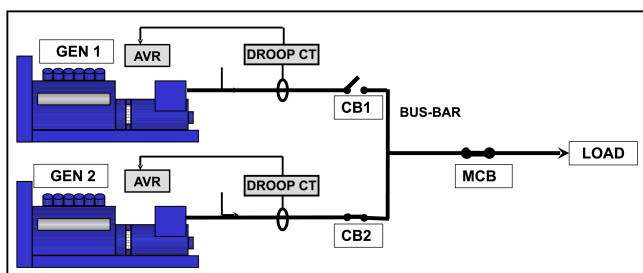 GEN 1
AVR
DROOP CT
CB1
BUS-BAR
LOAD
MCB
GEN 2
AVR
DROOP CT
CB2